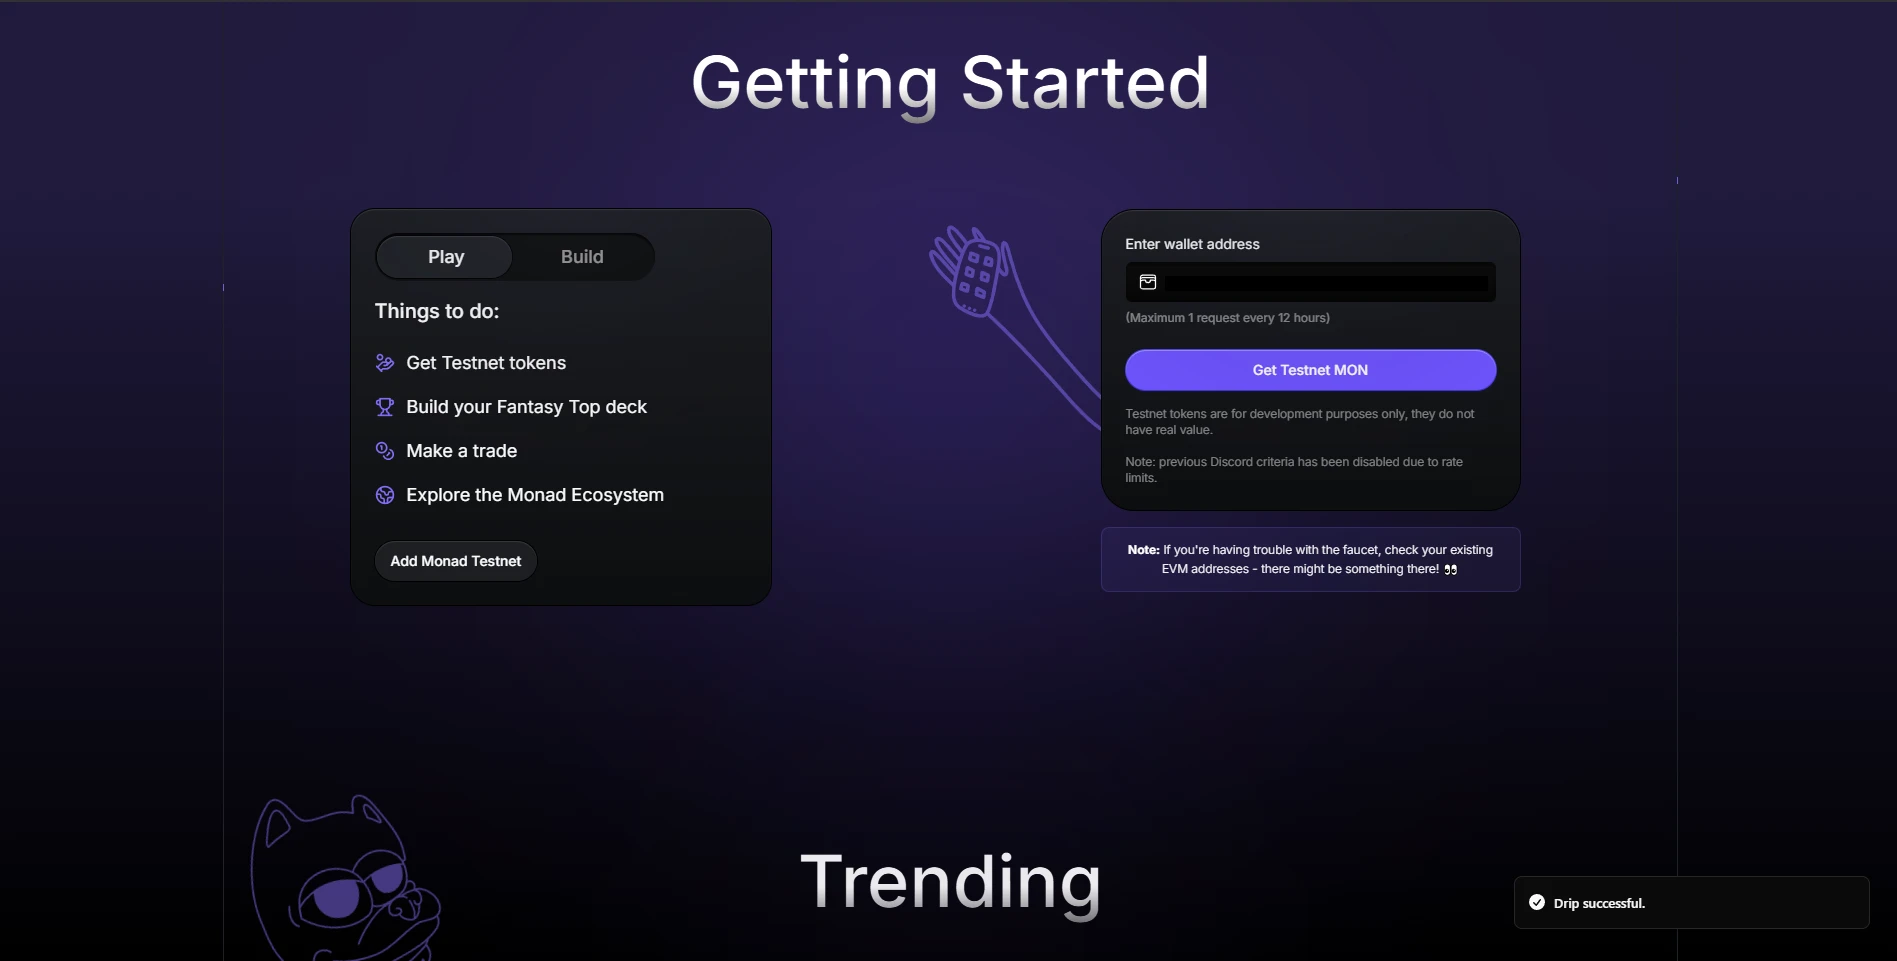 Getting Started
Play
Build
Things to do:
Get Testnet tokens
Build your Fantasy Top deck
Make a trade
Explore the Monad Ecosystem
Add Monad Testnet
Enter wallet address
(Maximum 1 request every 12 hours)
Get Testnet MON
Testnet tokens are for development purposes only, they do not
have real value.
Note: previous Discord criteria has been disabled due to rate
limits.
Note: If you're having trouble with the faucet, check your existing
EVM addresses - there might be something there! 👀
Trending
Drip successful.